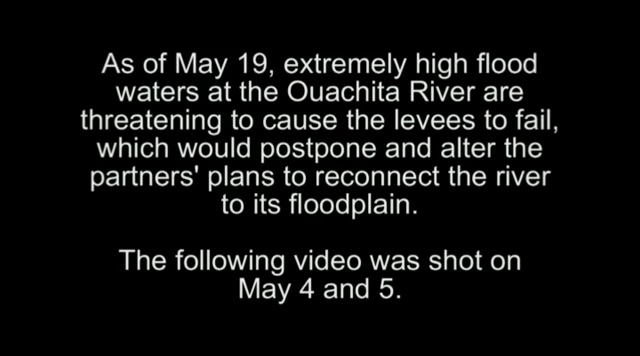 As of May 19, extremely high flood
waters at the Ouachita River are
threatening to cause the levees to fail,
which would postpone and alter the
partners' plans to reconnect the river
to its floodplain.
The following video was shot on
May 4 and 5.